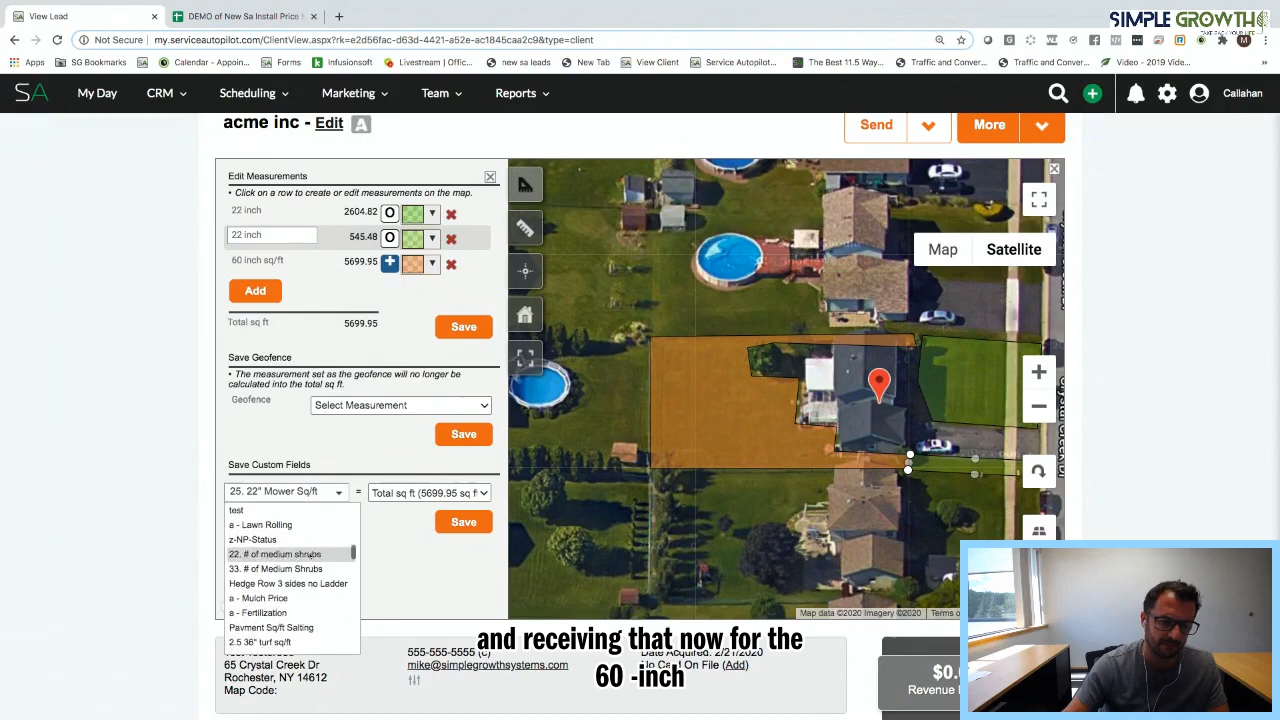 View Lead
DEMO of New Sa Install Price M
SIMPLE GROWTH
TAKE BACK YOUR LIFE
Not Secure
my.serviceautopilot.com/ClientView.aspx?rk=e2d56fac-d63d-4421-a52e-ac1845caa2c9&type=client
Apps
SG Bookmarks
Calendar - Appoin...
Forms
Infusionsoft
Livestream | Offic...
new sa leads
New Tab
View Client
Service Autopilot...
The Best 11.5 Way...
Traffic and Conver...
Traffic and Conver...
Video - 2019 Vide...
SA
My Day
CRM
Scheduling
Marketing
Team
Reports
Callahan
acme inc - Edit
A
Send
More
Edit Measurements
• Click on a row to create or edit measurements on the map.
22 inch 2604.82 O
22 inch 545.48 O
60 inch sq/ft 5699.95
Add
Total sq ft 5699.95
Save
Save Geofence
• The measurement set as the geofence will no longer be
calculated into the total sq ft.
Geofence
Select Measurement
Save
Save Custom Fields
25. 22" Mower Sq/ft = Total sq ft (5699.95 sq f
Save
test
a - Lawn Rolling
z-NP-Status
22. # of medium shrubs
33. # of Medium Shrubs
Hedge Row 3 sides no Ladder
a - Mulch Price
a - Fertilization
Pavment Sq/ft Salting
2.5 36" turf sq/ft
Map
Satellite
Map data ©2020 Imagery ©2020
Terms o
and receiving that now for the
60 -inch
65 Crystal Creek Dr
Rochester, NY 14612
Map Code:
555-555-5555 (c)
mike@simplegrowthsystems.com
Date Acquired: 2/21/2020
No Card On File (Add)
$0.
Revenue